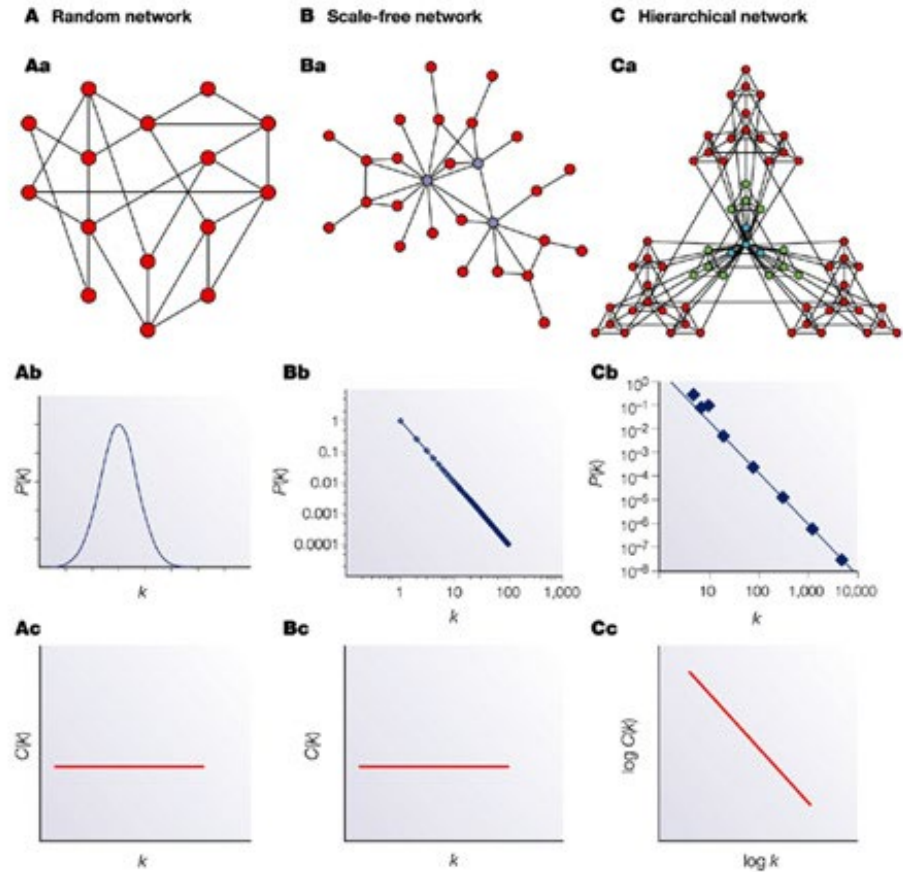 A Random network
B Scale-free network
C Hierarchical network
Aa
Ba
Ca
Ab
P(k)
k
Bb
P(k)
1
0.1
0.01
0.001
0.0001
1 10 100 1,000
k
Cb
P(k)
10⁰
10⁻¹
10⁻²
10⁻³
10⁻⁴
10⁻⁵
10⁻⁶
10⁻⁷
10⁻⁸
10 100 1,000 10,000
k
Ac
C(k)
k
Bc
C(k)
k
Cc
log C(k)
log k